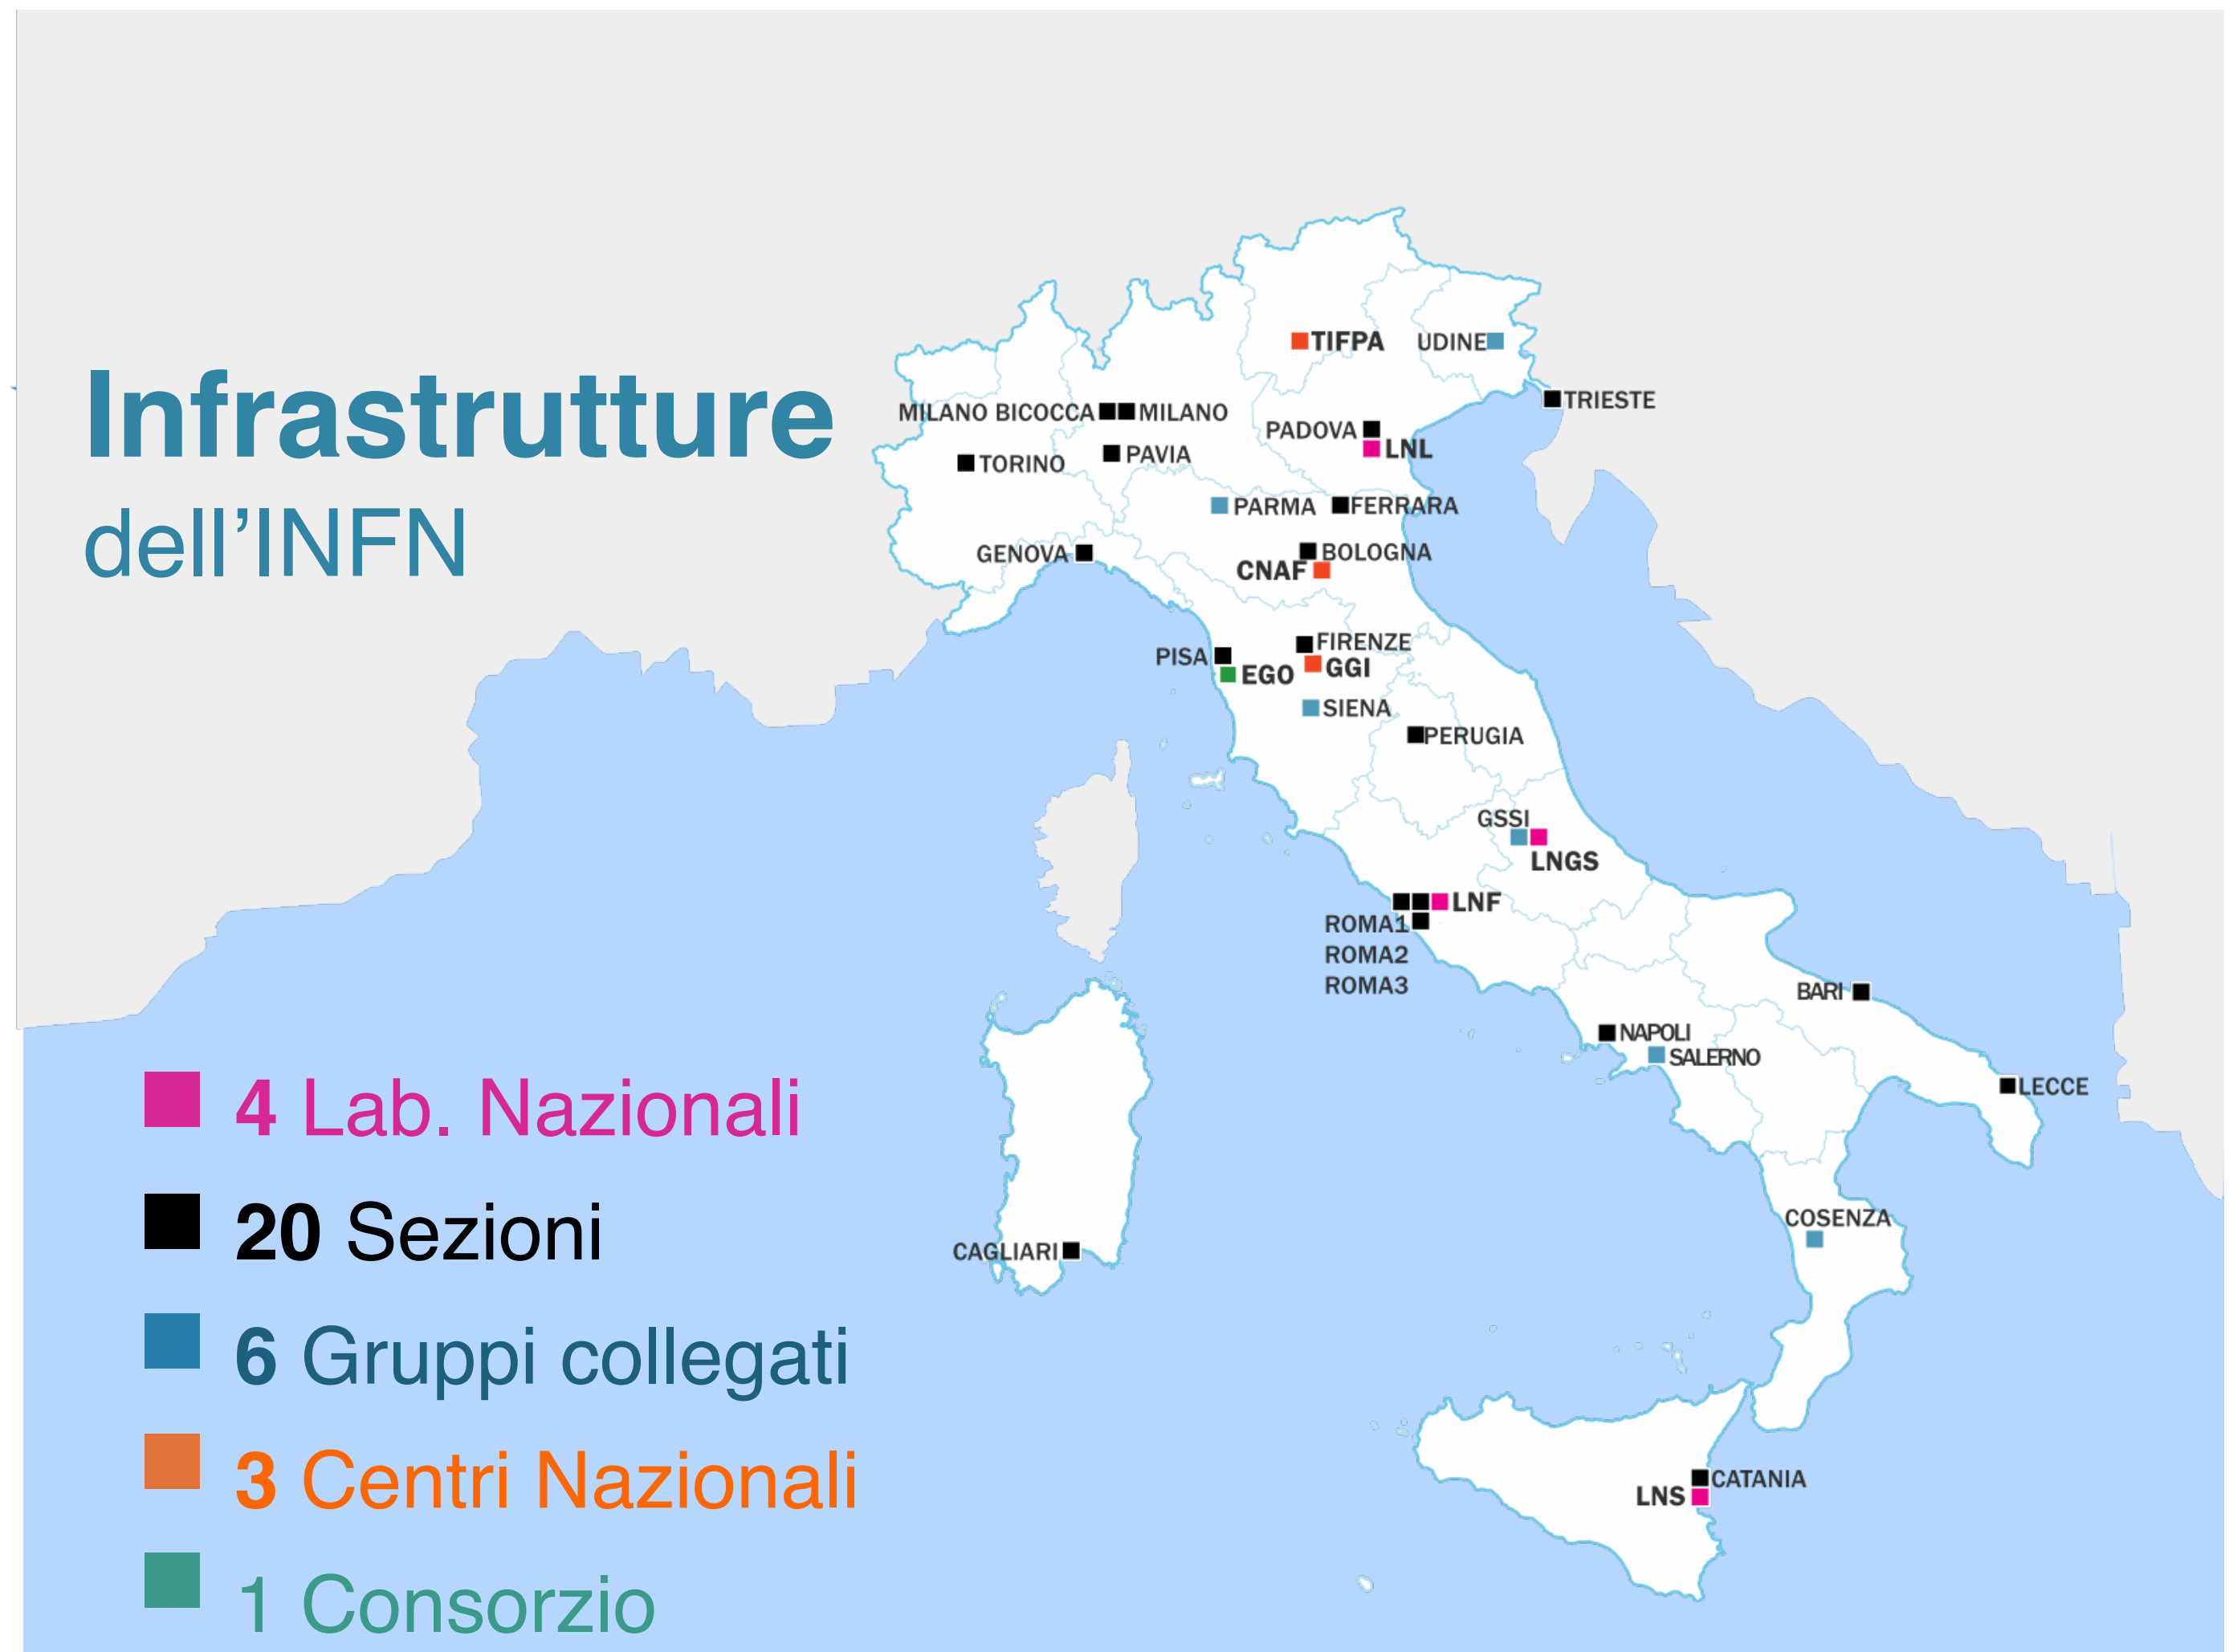 Infrastrutture
dell'INFN
TIFPA
UDINE
TRIESTE
MILANO BICOCCA
MILANO
PADOVA
LNL
PAVIA
TORINO
PARMA
FERRARA
GENOVA
BOLOGNA
CNAF
FIRENZE
PISA
GGI
EGO
SIENA
PERUGIA
GSSI
LNGS
LNF
ROMA1
ROMA2
ROMA3
BARI
NAPOLI
SALERNO
LECCE
COSENZA
CAGLIARI
CATANIA
LNS
4 Lab. Nazionali
20 Sezioni
6 Gruppi collegati
3 Centri Nazionali
1 Consorzio